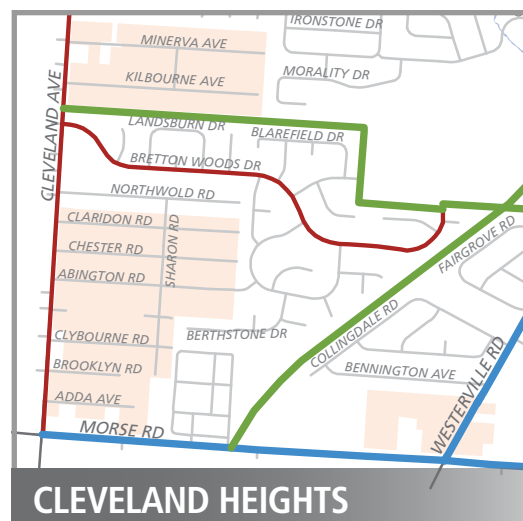 IRONSTONE DR
MINERVA AVE
MORALITY DR
KILBOURNE AVE
LANDSBURN DR
BLAREFIELD DR
CLEVELAND AVE
BRETTON WOODS DR
NORTHWOLD RD
CLARIDON RD
SHARON RD
CHESTER RD
FAIRGROVE RD
ABINGTON RD
COLLINGDALE RD
CLYBOURNE RD
BERTHSTONE DR
BROOKLYN RD
BENNINGTON AVE
WESTERVILLE RD
ADDA AVE
MORSE RD
CLEVELAND HEIGHTS